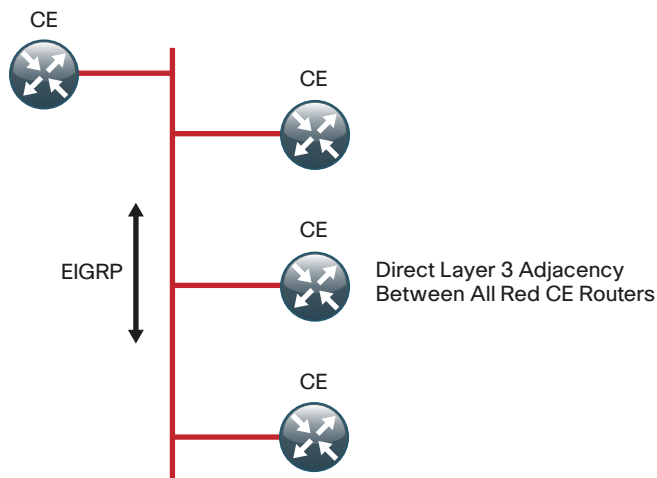 CE
CE
CE
EIGRP
Direct Layer 3 Adjacency
Between All Red CE Routers
CE